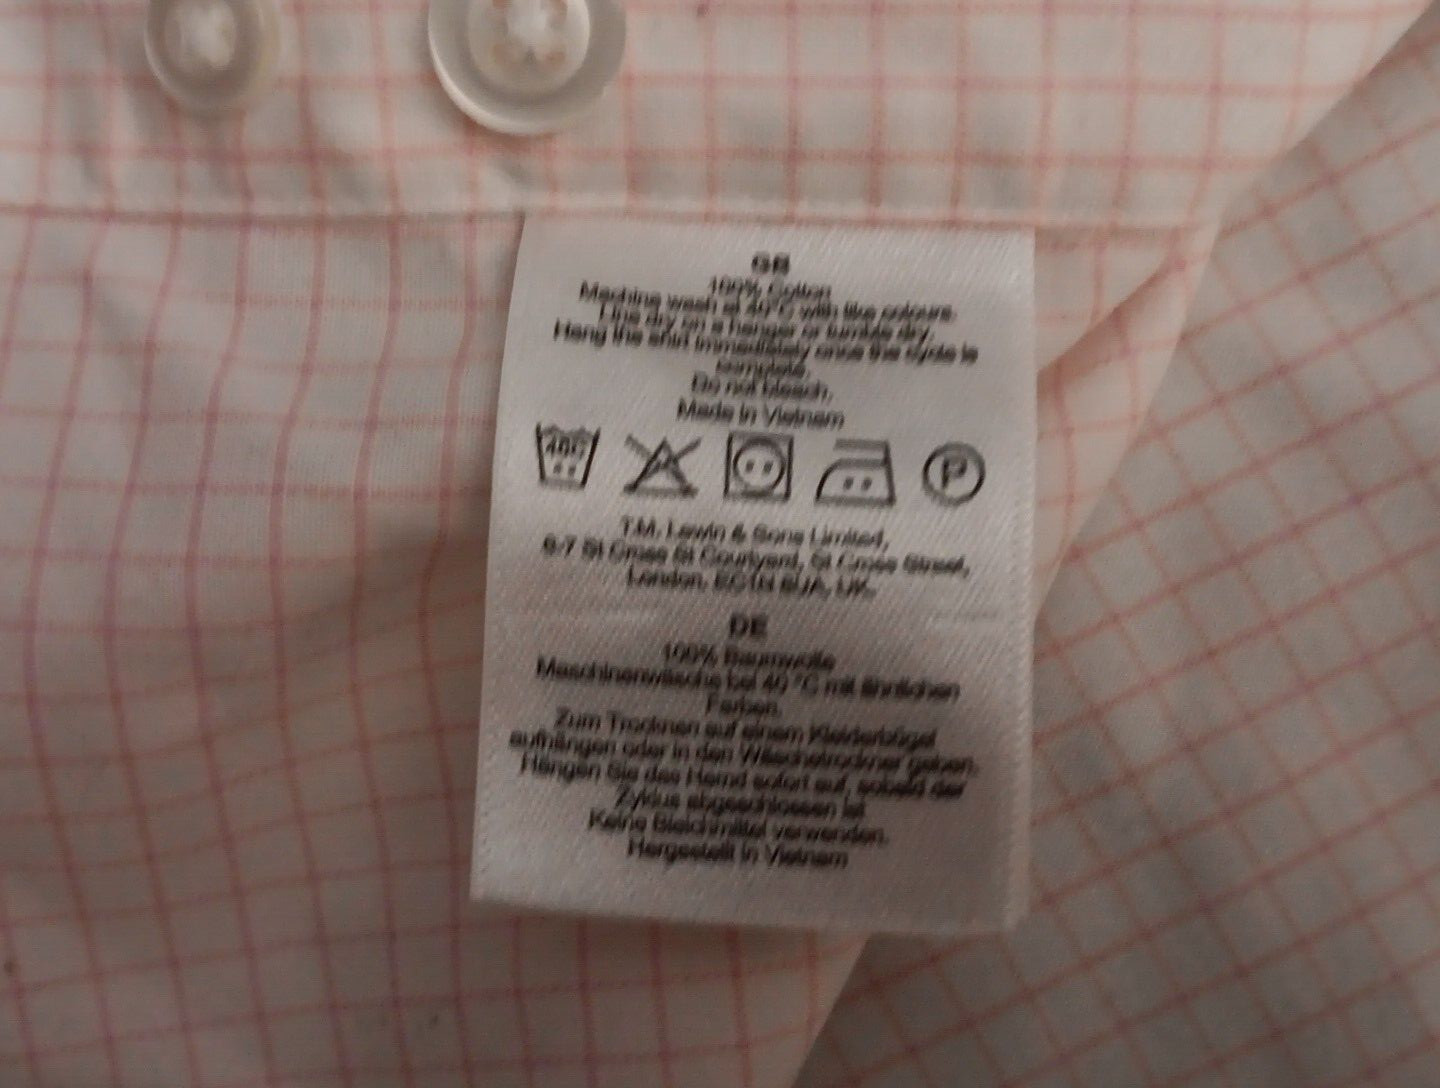 GB
100% Cotton
Machine wash at 40°C with like colours.
Line dry on a hanger or tumble dry.
Hang the shirt immediately once the cycle is
complete.
Do not bleach.
Made in Vietnam
40C
P
T.M. Lewin & Sons Limited,
6-7 St Cross St Courtyard, St Cross Street,
London, EC1N 8UA, UK.
DE
100% Baumwolle
Maschinenwäsche bei 40 °C mit ähnlichen
Farben.
Zum Trocknen auf einem Kleiderbügel
aufhängen oder in den Wäschetrockner geben.
Hängen Sie das Hemd sofort auf, sobald der
Zyklus abgeschlossen ist
Keine Bleichmittel verwenden.
Hergestellt in Vietnam